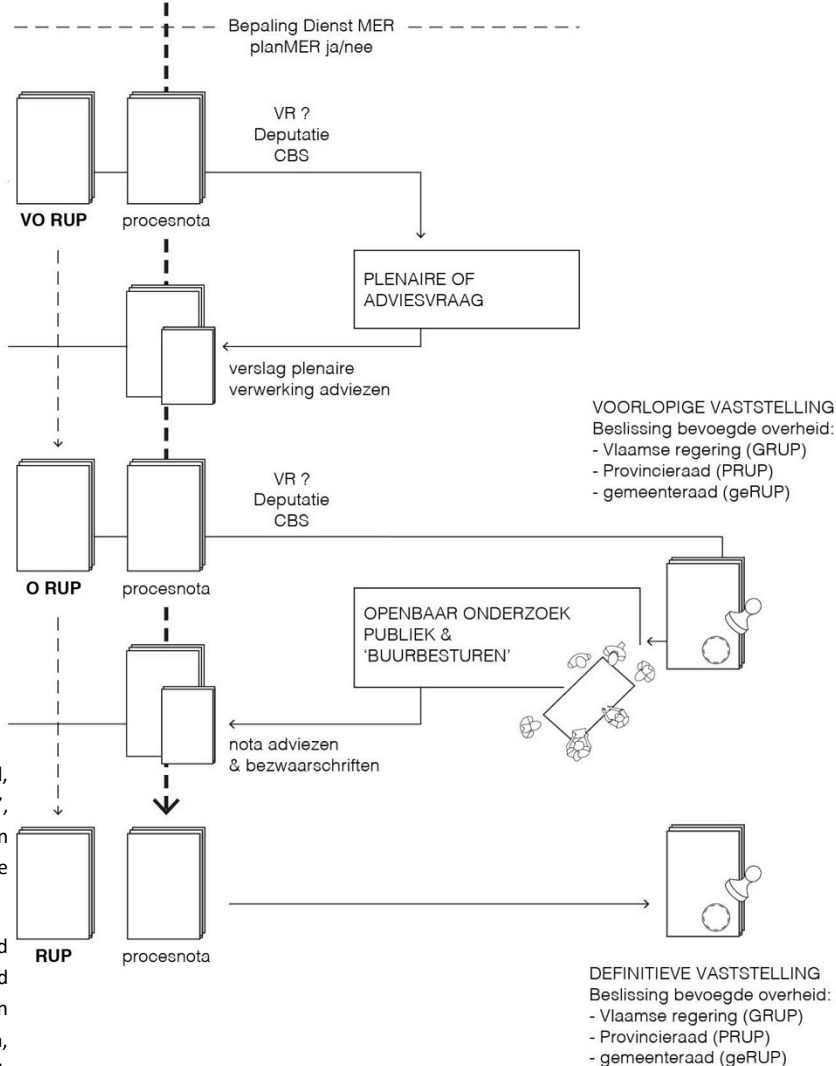 Bepaling Dienst MER
planMER ja/nee
VR ?
Deputatie
CBS
VO RUP
procesnota
PLENAIRE OF
ADVIESVRAAG
verslag plenaire
verwerking adviezen
VOORLOPIGE VASTSTELLING
Beslissing bevoegde overheid:
- Vlaamse regering (GRUP)
- Provincieraad (PRUP)
- gemeenteraad (geRUP)
VR ?
Deputatie
CBS
O RUP
procesnota
OPENBAAR ONDERZOEK
PUBLIEK &
‘BUURBESTUREN’
nota adviezen
& bezwaarschriften
RUP
procesnota
DEFINITIEVE VASTSTELLING
Beslissing bevoegde overheid:
- Vlaamse regering (GRUP)
- Provincieraad (PRUP)
- gemeenteraad (geRUP)